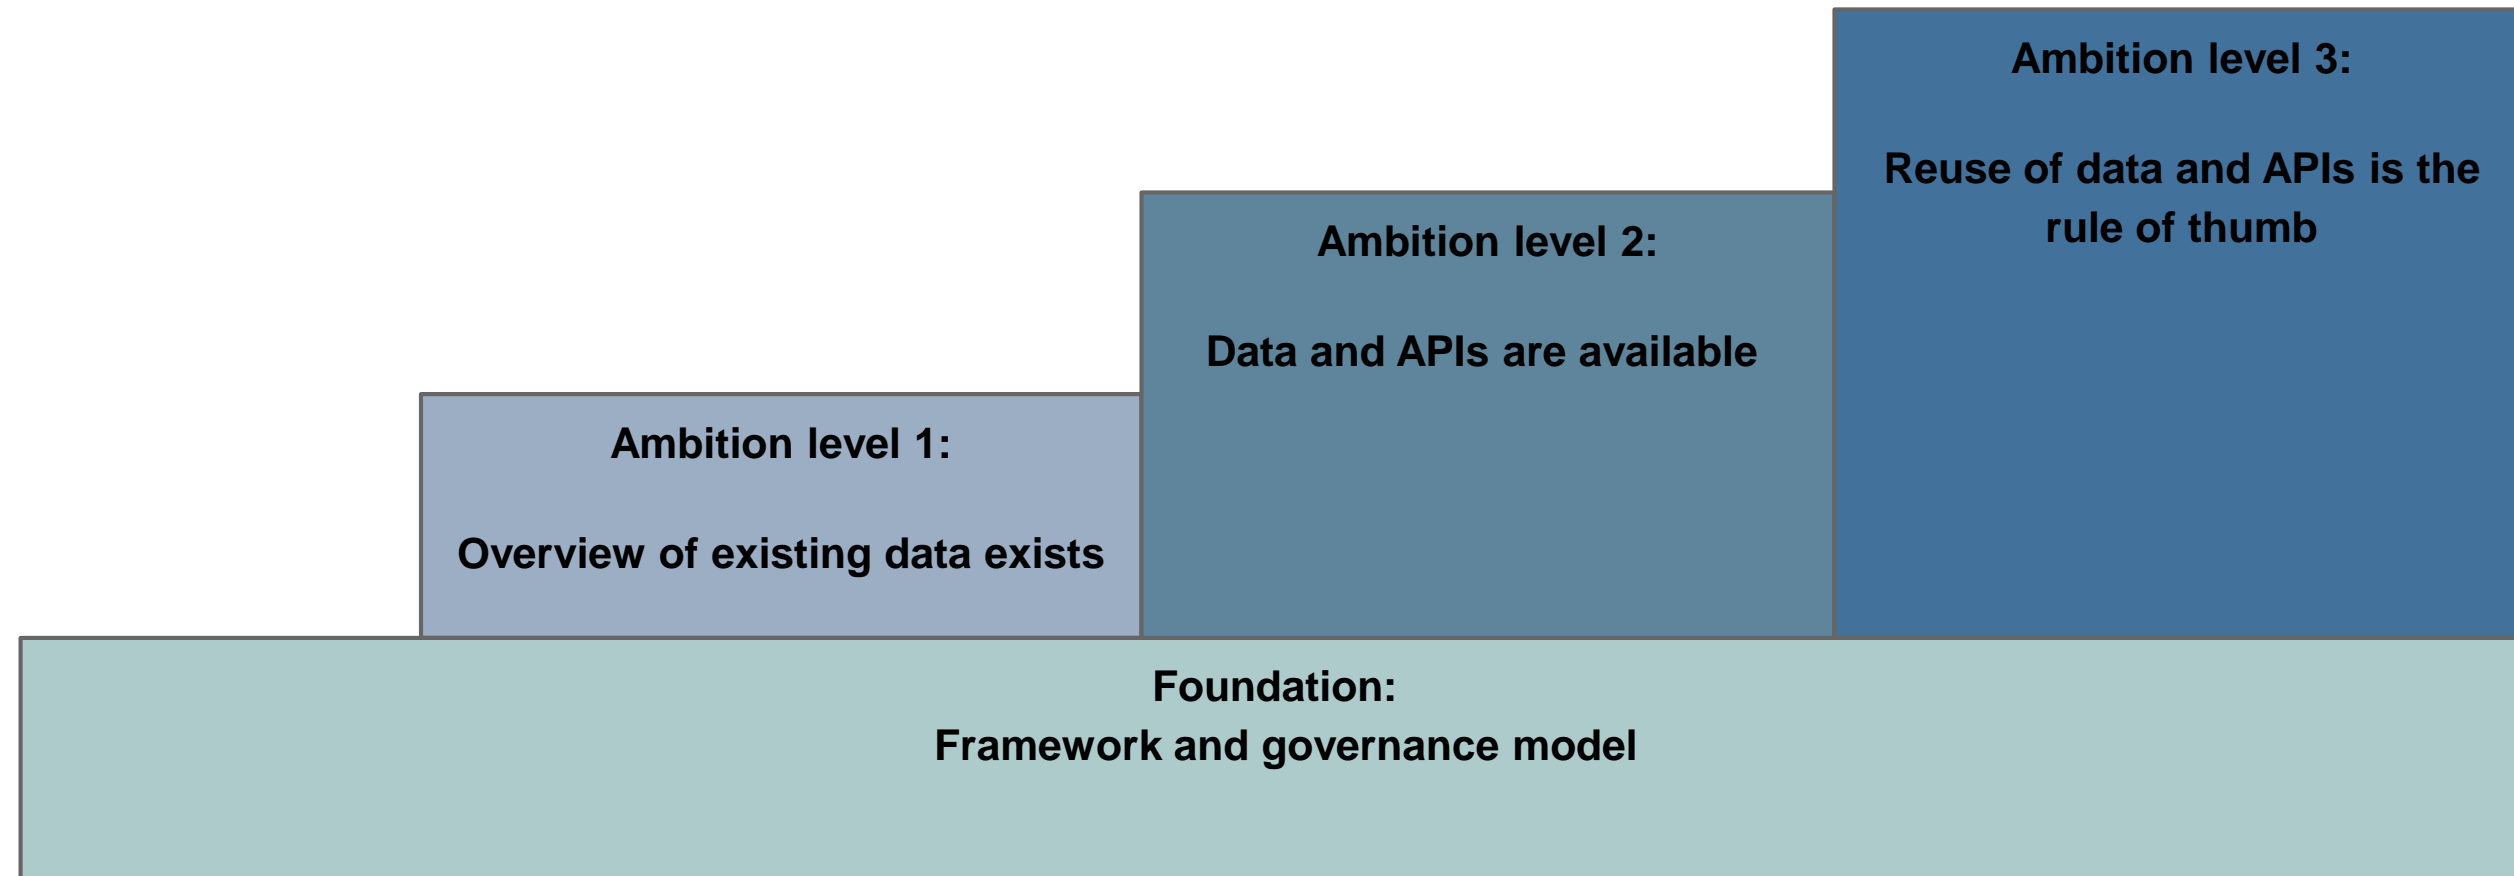 Ambition level 3:
Reuse of data and APIs is the
rule of thumb
Ambition level 2:
Data and APIs are available
Ambition level 1:
Overview of existing data exists
Foundation:
Framework and governance model